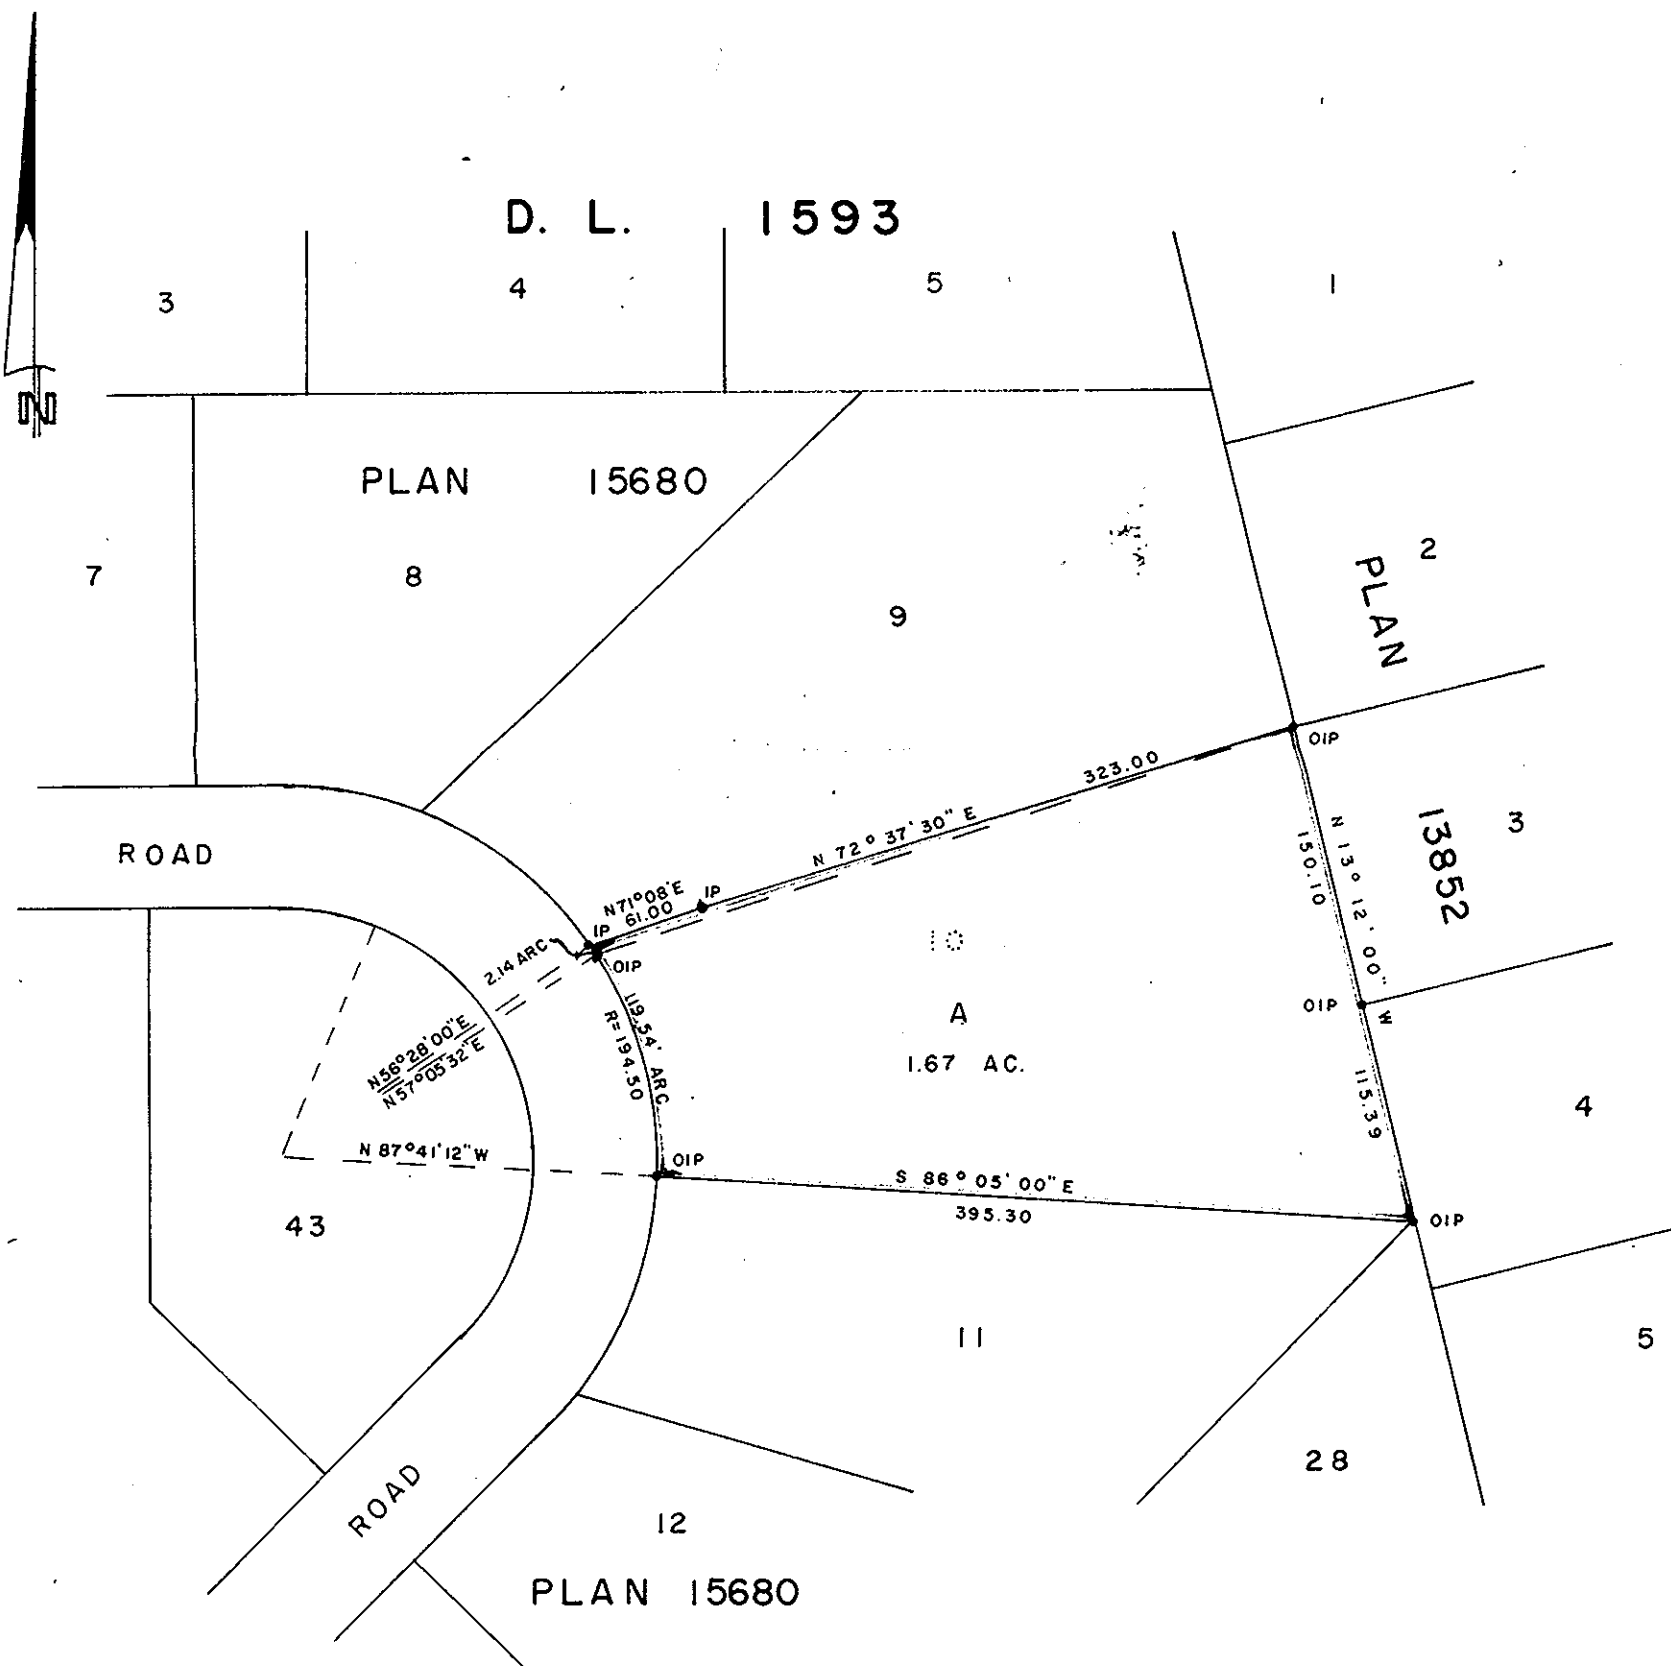 D. L. 1593
3
4
5
1
N
PLAN 15680
7
8
9
2
PLAN
13852
3
OIP
323.00
N 72° 37' 30" E
N 13° 12' 00" W
150.10
ROAD
N71°08'E
61.00
IP
IP
2.14 ARC
OIP
10
A
1.67 AC.
119.54' ARC
R=194.50
OIP
115.39
4
N56°28'00"E
N57°05'32"E
N 87°41'12" W
OIP
S 86° 05' 00" E
395.30
OIP
43
11
5
28
ROAD
12
PLAN 15680